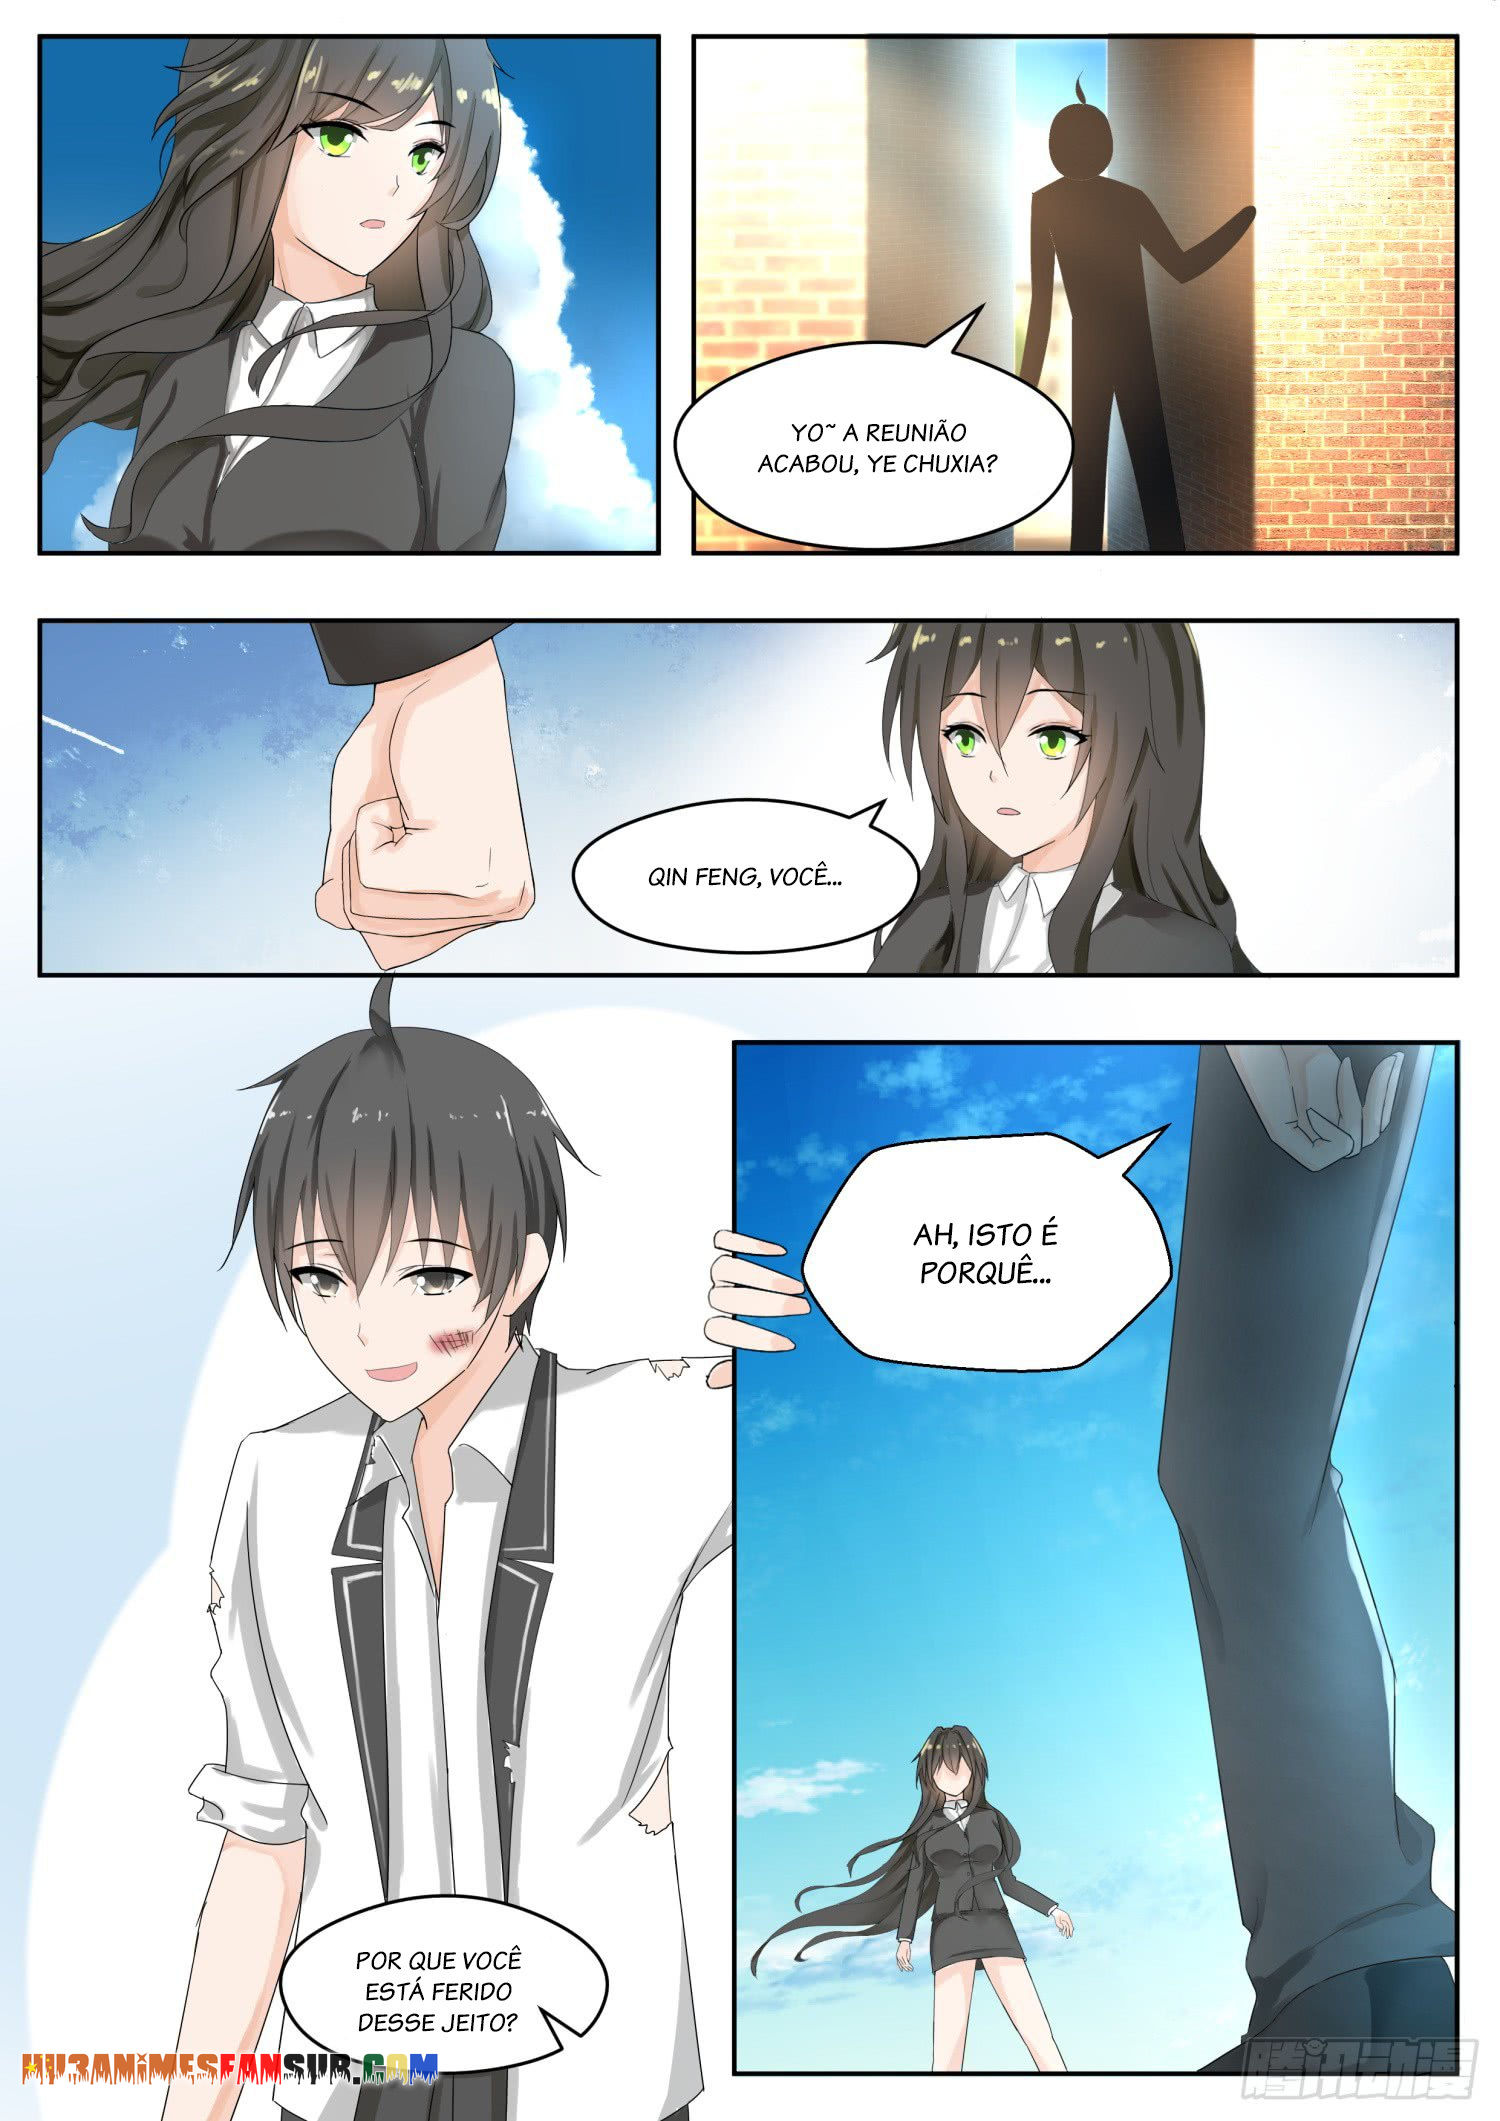 YO~ A REUNIÃO
ACABOU, YE CHUXIA?
QIN FENG, VOCÊ...
AH, ISTO É
PORQUÊ...
POR QUE VOCÊ
ESTÁ FERIDO
DESSE JEITO?
HU3ANIMESFANSUB.COM
腾讯动漫